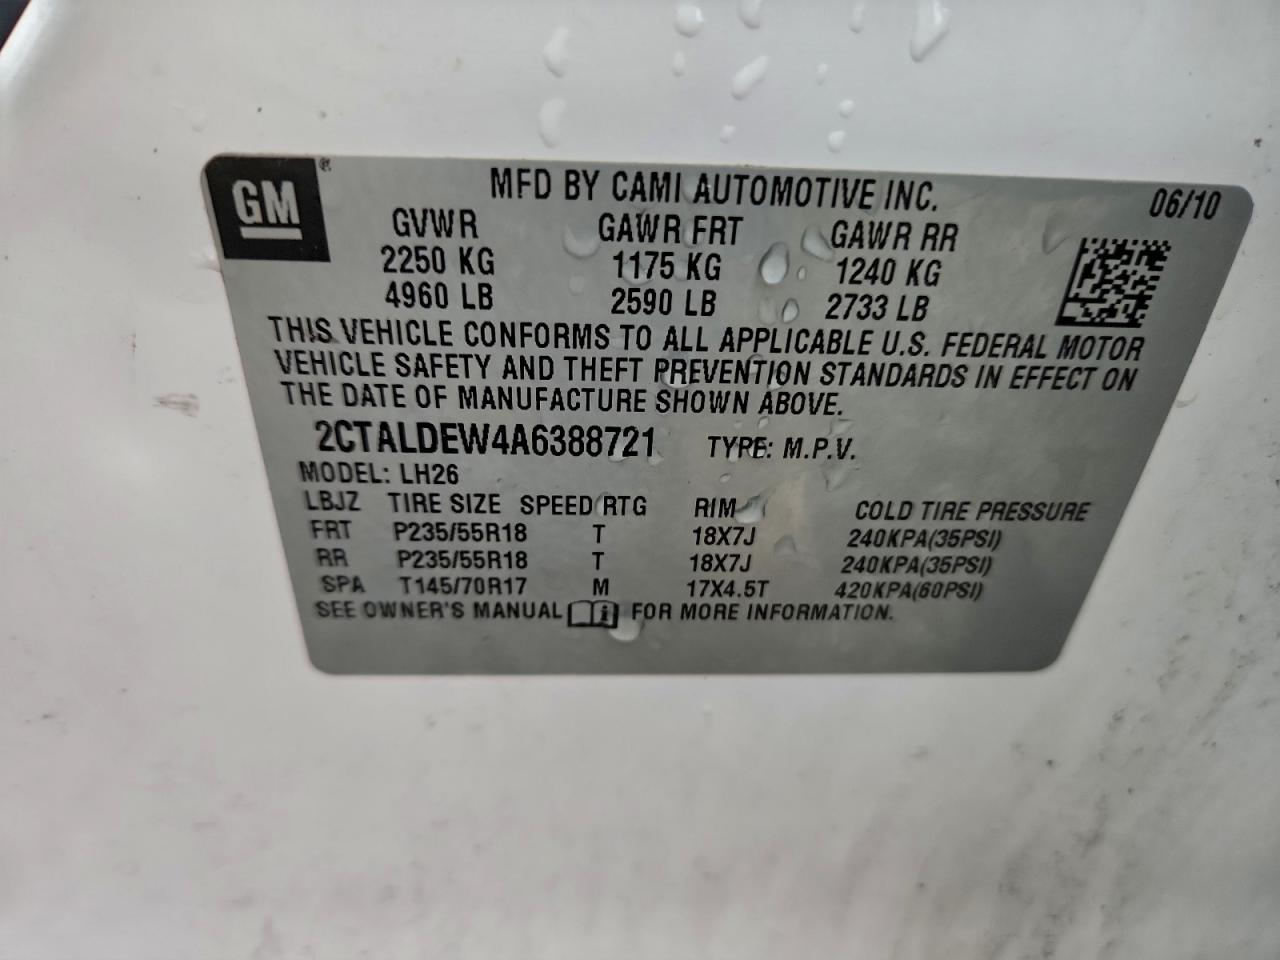 GM ®
MFD BY CAMI AUTOMOTIVE INC. 06/10
GVWR GAWR FRT GAWR RR
2250 KG 1175 KG 1240 KG
4960 LB 2590 LB 2733 LB
THIS VEHICLE CONFORMS TO ALL APPLICABLE U.S. FEDERAL MOTOR
VEHICLE SAFETY AND THEFT PREVENTION STANDARDS IN EFFECT ON
THE DATE OF MANUFACTURE SHOWN ABOVE.
2CTALDEW4A6388721 TYPE: M.P.V.
MODEL: LH26
LBJZ TIRE SIZE SPEED RTG RIM COLD TIRE PRESSURE
FRT P235/55R18 T 18X7J 240KPA(35PSI)
RR P235/55R18 T 18X7J 240KPA(35PSI)
SPA T145/70R17 M 17X4.5T 420KPA(60PSI)
SEE OWNER'S MANUAL i FOR MORE INFORMATION.